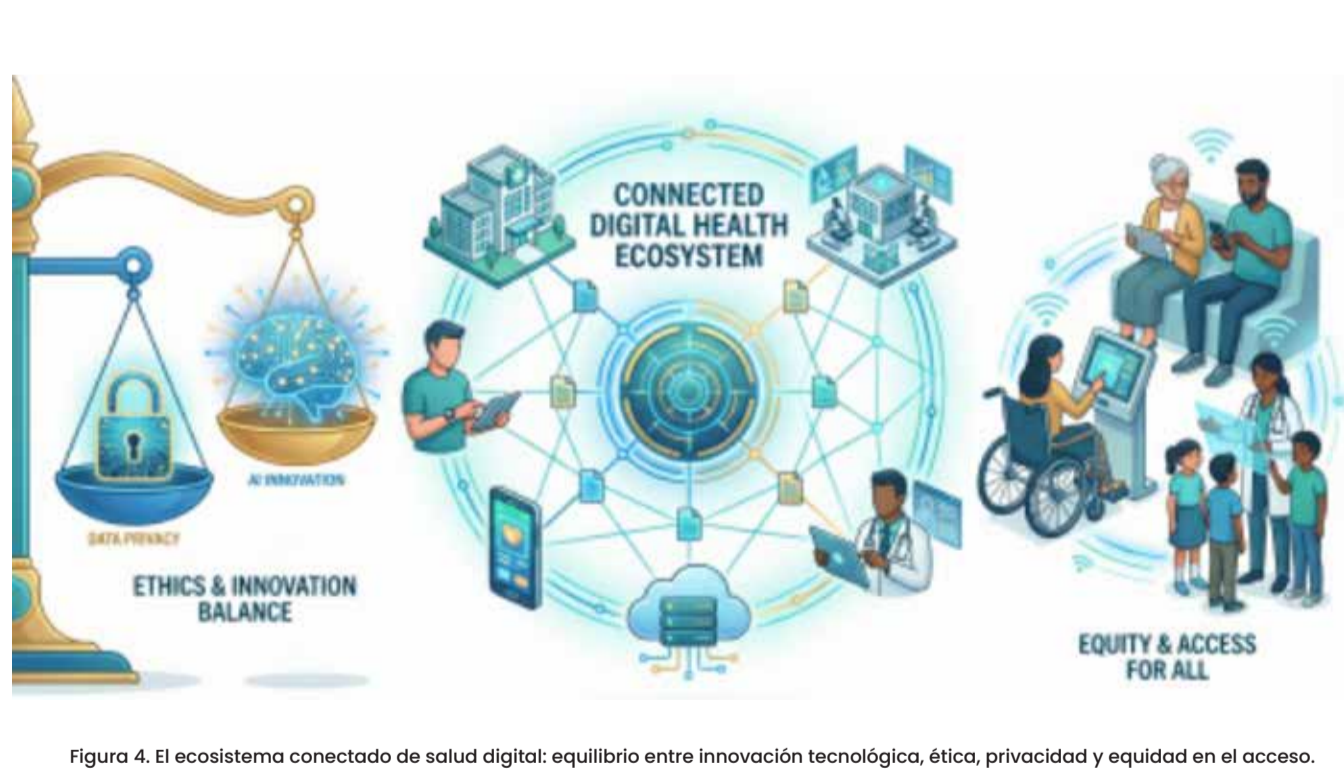 CONNECTED
DIGITAL HEALTH
ECOSYSTEM
AI INNOVATION
DATA PRIVACY
ETHICS & INNOVATION
BALANCE
EQUITY & ACCESS
FOR ALL
Figura 4. El ecosistema conectado de salud digital: equilibrio entre innovación tecnológica, ética, privacidad y equidad en el acceso.